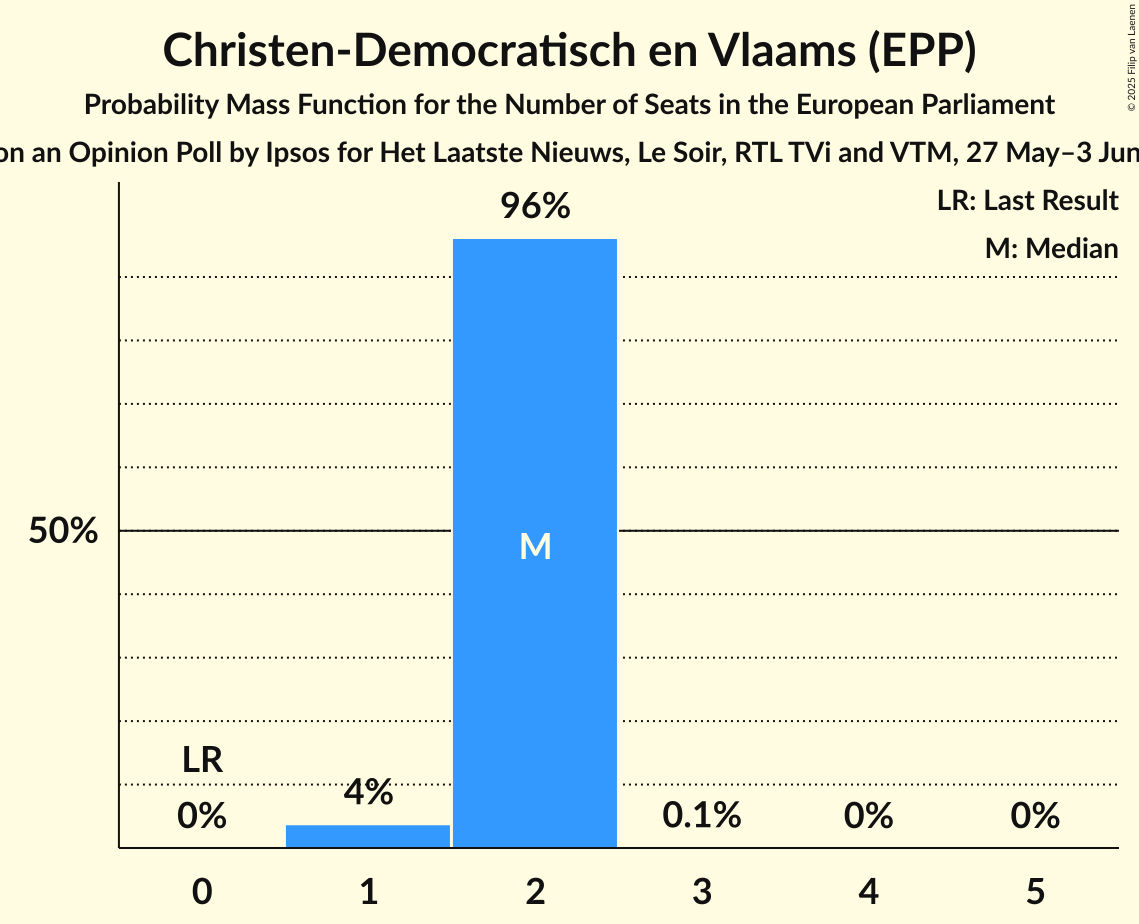 Christen-Democratisch en Vlaams (EPP)
Probability Mass Function for the Number of Seats in the European Parliament
on an Opinion Poll by Ipsos for Het Laatste Nieuws, Le Soir, RTL TVi and VTM, 27 May–3 Jun
© 2025 Filip van Laenen
LR: Last Result
M: Median
96%
50%
M
LR
0%
4%
0.1%
0%
0%
0 1 2 3 4 5